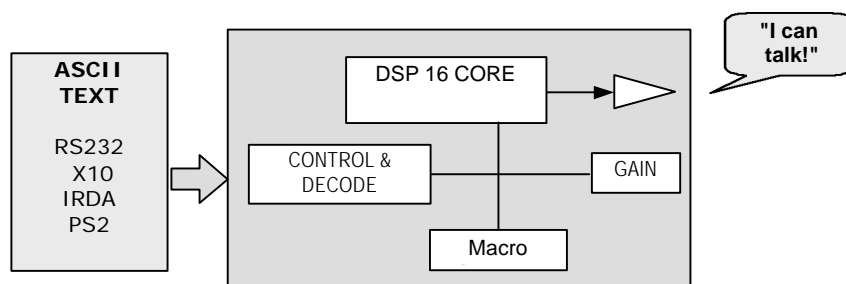 ASCII
TEXT
RS232
X10
IRDA
PS2
DSP 16 CORE
"I can
talk!"
CONTROL &
DECODE
GAIN
Macro